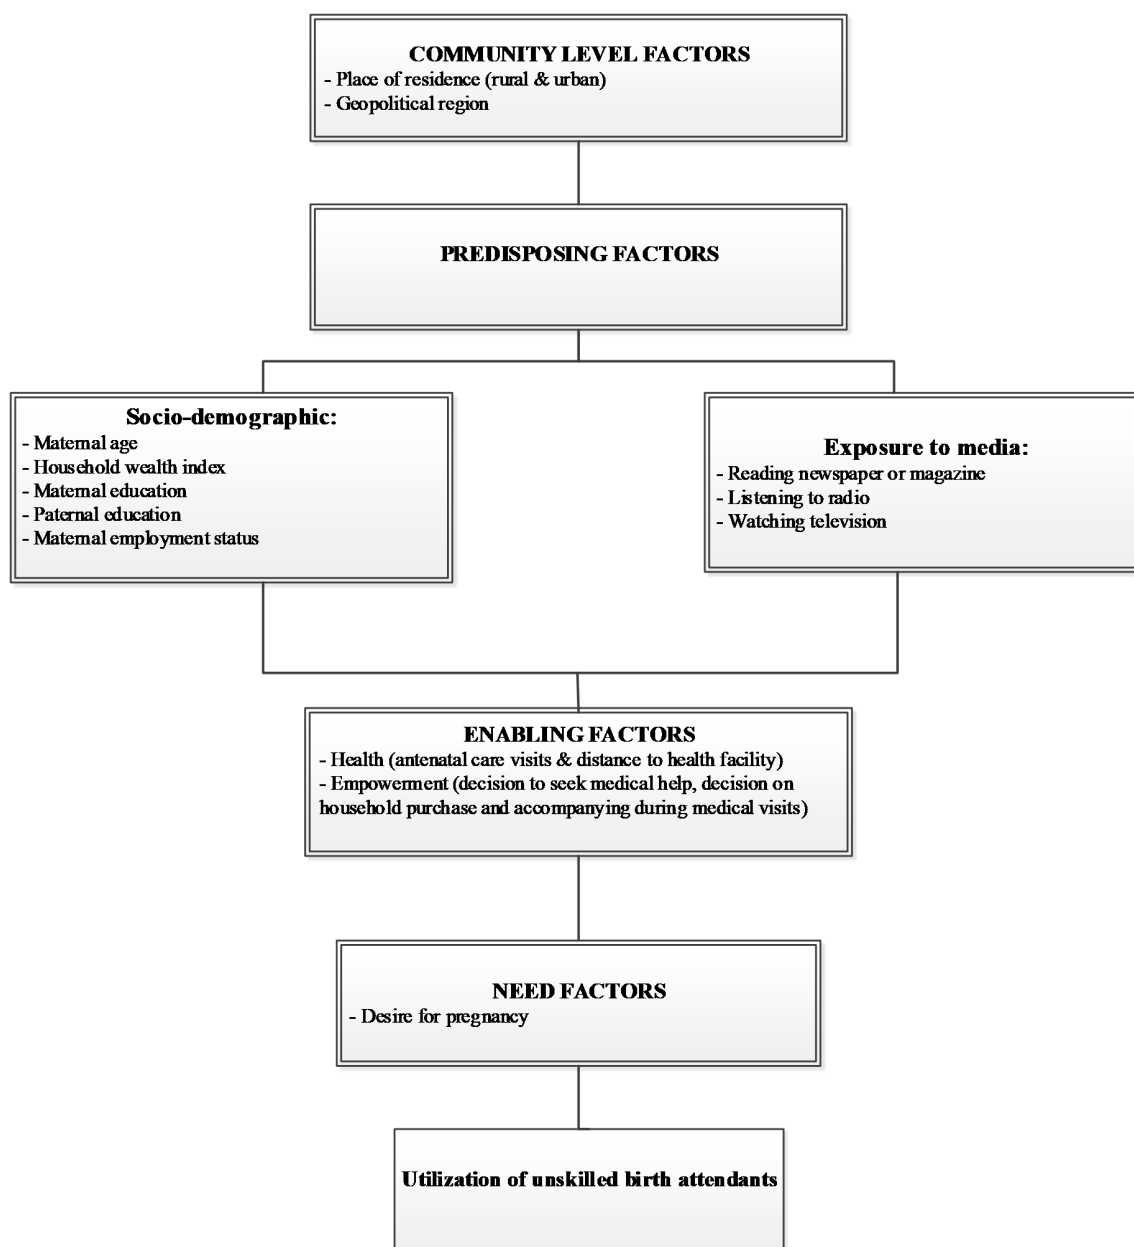 COMMUNITY LEVEL FACTORS
- Place of residence (rural & urban)
- Geopolitical region
PREDISPOSING FACTORS
Socio-demographic:
- Maternal age
- Household wealth index
- Maternal education
- Paternal education
- Maternal employment status
Exposure to media:
- Reading newspaper or magazine
- Listening to radio
- Watching television
ENABLING FACTORS
- Health (antenatal care visits & distance to health facility)
- Empowerment (decision to seek medical help, decision on
household purchase and accompanying during medical visits)
NEED FACTORS
- Desire for pregnancy
Utilization of unskilled birth attendants